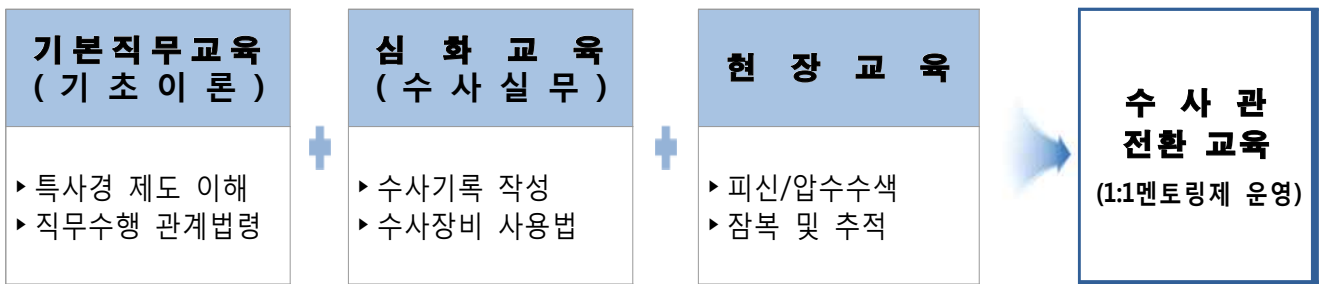 기본직무교육
(기초이론)
▸특사경 제도 이해
▸직무수행 관계법령
심 화 교 육
(수사실무)
▸수사기록 작성
▸수사장비 사용법
현 장 교 육
▸피신/압수수색
▸잠복 및 추적
수 사 관
전환 교육
(1:1멘토링제 운영)